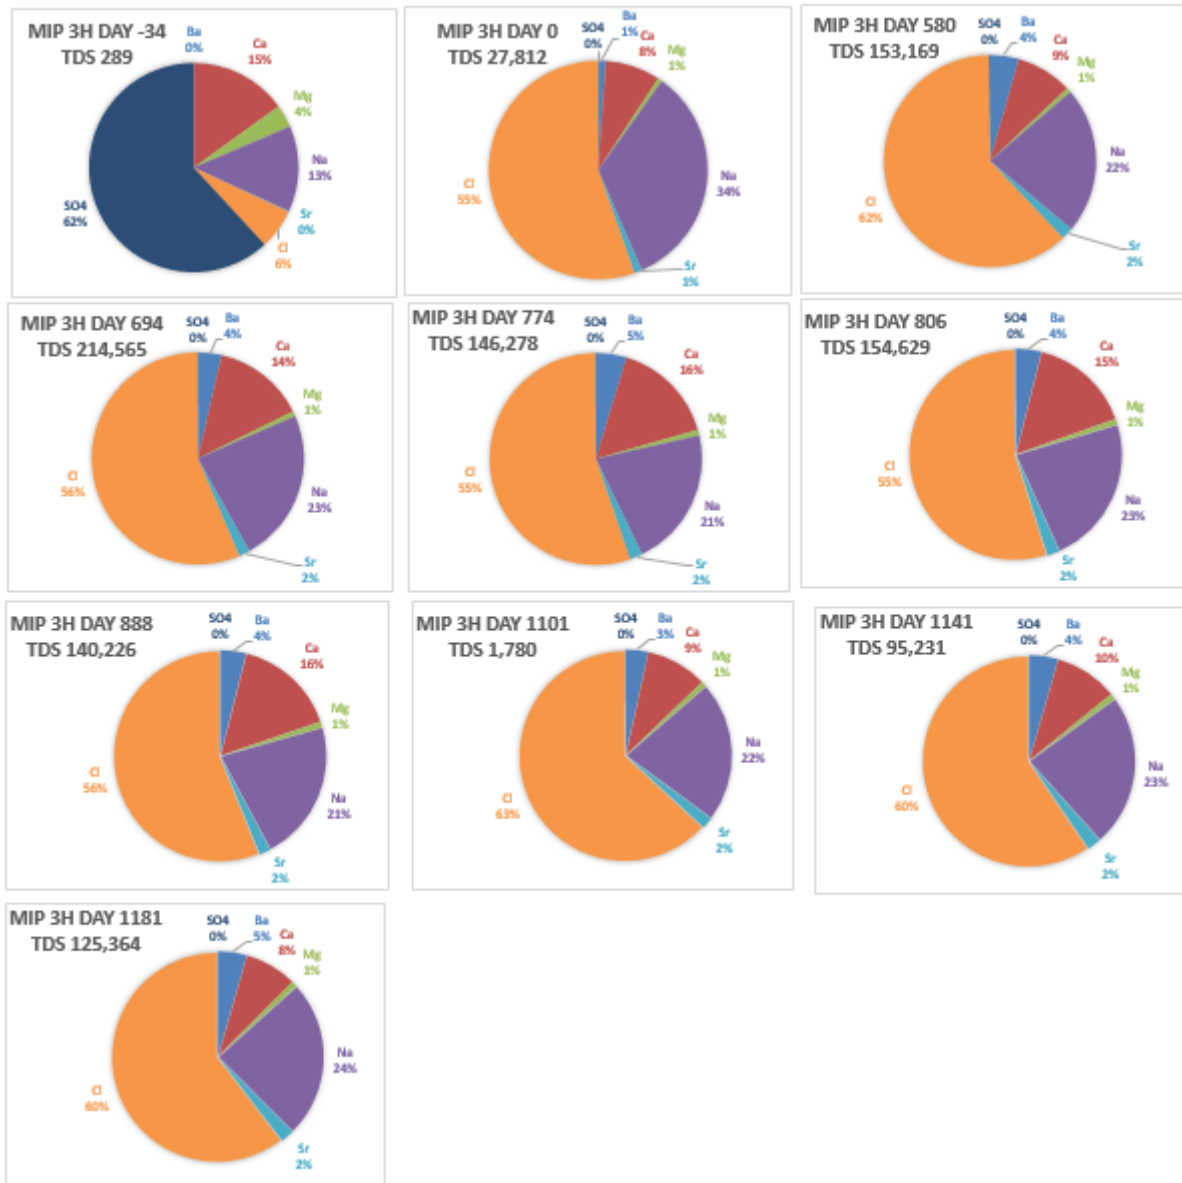 MIP 3H DAY -34
TDS 289
Ba
0%
Ca
15%
Mg
4%
Na
13%
Sr
0%
Cl
6%
SO4
62%
MIP 3H DAY 0
TDS 27,812
SO4
0%
Ba
1%
Ca
8%
Mg
1%
Na
34%
Sr
1%
Cl
55%
MIP 3H DAY 580
TDS 153,169
SO4
0%
Ba
4%
Ca
9%
Mg
1%
Na
22%
Sr
2%
Cl
62%
MIP 3H DAY 694
TDS 214,565
SO4
0%
Ba
4%
Ca
14%
Mg
1%
Na
23%
Sr
2%
Cl
56%
MIP 3H DAY 774
TDS 146,278
SO4
0%
Ba
5%
Ca
16%
Mg
1%
Na
21%
Sr
2%
Cl
55%
MIP 3H DAY 806
TDS 154,629
SO4
0%
Ba
4%
Ca
15%
Mg
1%
Na
23%
Sr
2%
Cl
55%
MIP 3H DAY 888
TDS 140,226
SO4
0%
Ba
4%
Ca
16%
Mg
1%
Na
21%
Sr
2%
Cl
56%
MIP 3H DAY 1101
TDS 1,780
SO4
0%
Ba
3%
Ca
9%
Mg
1%
Na
22%
Sr
2%
Cl
63%
MIP 3H DAY 1141
TDS 95,231
SO4
0%
Ba
4%
Ca
10%
Mg
1%
Na
23%
Sr
2%
Cl
60%
MIP 3H DAY 1181
TDS 125,364
SO4
0%
Ba
5%
Ca
8%
Mg
1%
Na
24%
Sr
2%
Cl
60%